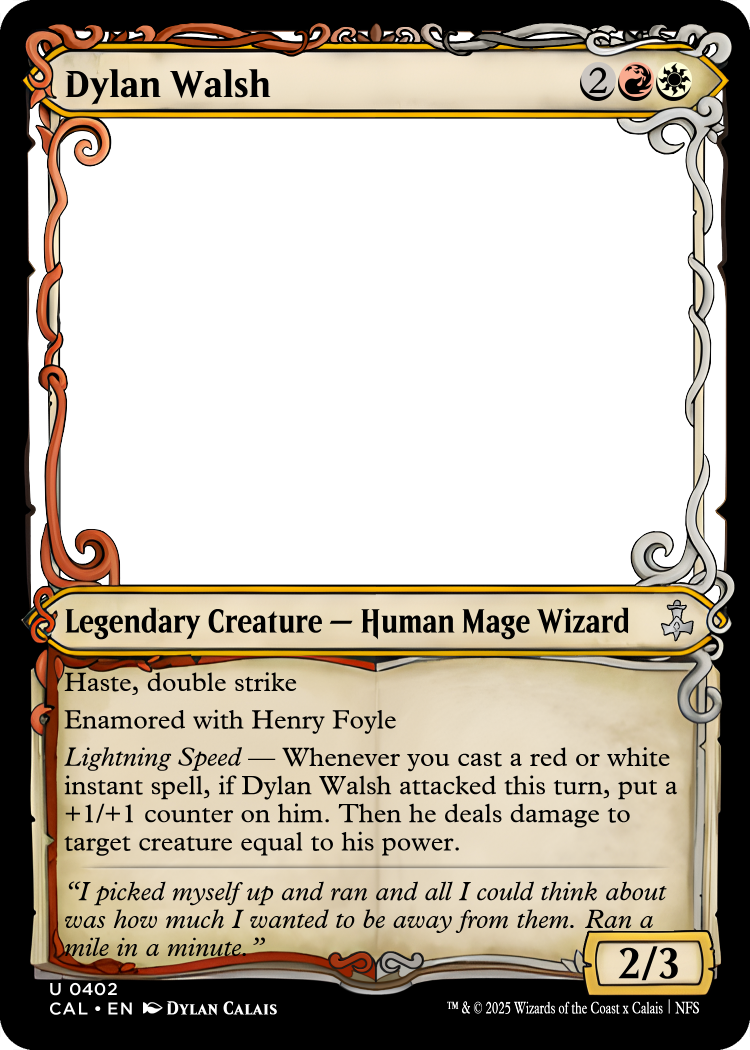 Dylan Walsh 2
Legendary Creature — Human Mage Wizard
Haste, double strike
Enamored with Henry Foyle
Lightning Speed — Whenever you cast a red or white
instant spell, if Dylan Walsh attacked this turn, put a
+1/+1 counter on him. Then he deals damage to
target creature equal to his power.
“I picked myself up and ran and all I could think about
was how much I wanted to be away from them. Ran a
mile in a minute.”
2/3
U 0402
CAL • EN Dylan Calais
™ & © 2025 Wizards of the Coast x Calais | NFS